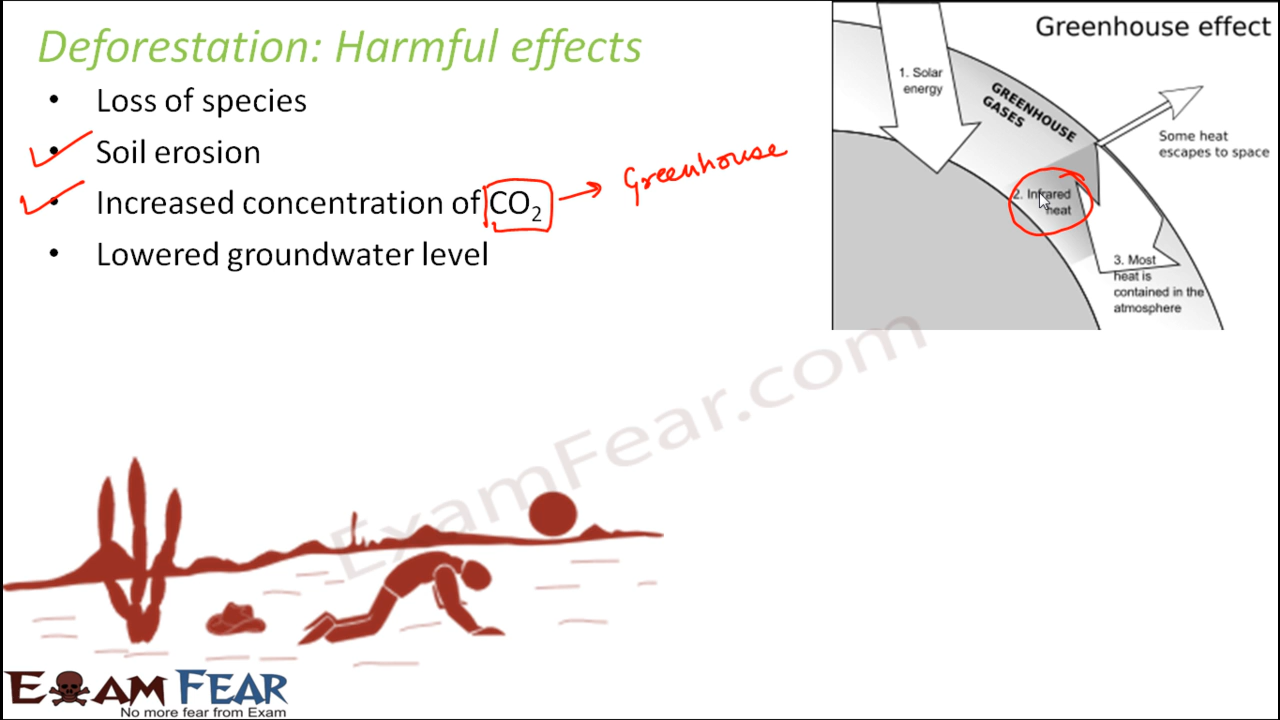 Deforestation: Harmful effects
• Loss of species
• Soil erosion
• Increased concentration of CO₂ → Greenhouse
• Lowered groundwater level
Greenhouse effect
1. Solar
energy
GREENHOUSE
GASES
Some heat
escapes to space
2. Infrared
heat
3. Most
heat is
contained in the
atmosphere
ExamFear.com
EXAM FEAR
No more fear from Exam